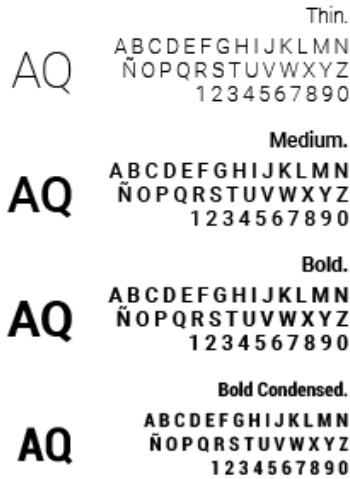 Thin.
AQ
ABCDEFGHIJKLMN
ÑOPQRSTUVWXYZ
1234567890
Medium.
AQ
ABCDEFGHIJKLMN
ÑOPQRSTUVWXYZ
1234567890
Bold.
AQ
ABCDEFGHIJKLMN
ÑOPQRSTUVWXYZ
1234567890
Bold Condensed.
AQ
ABCDEFGHIJKLMN
ÑOPQRSTUVWXYZ
1234567890